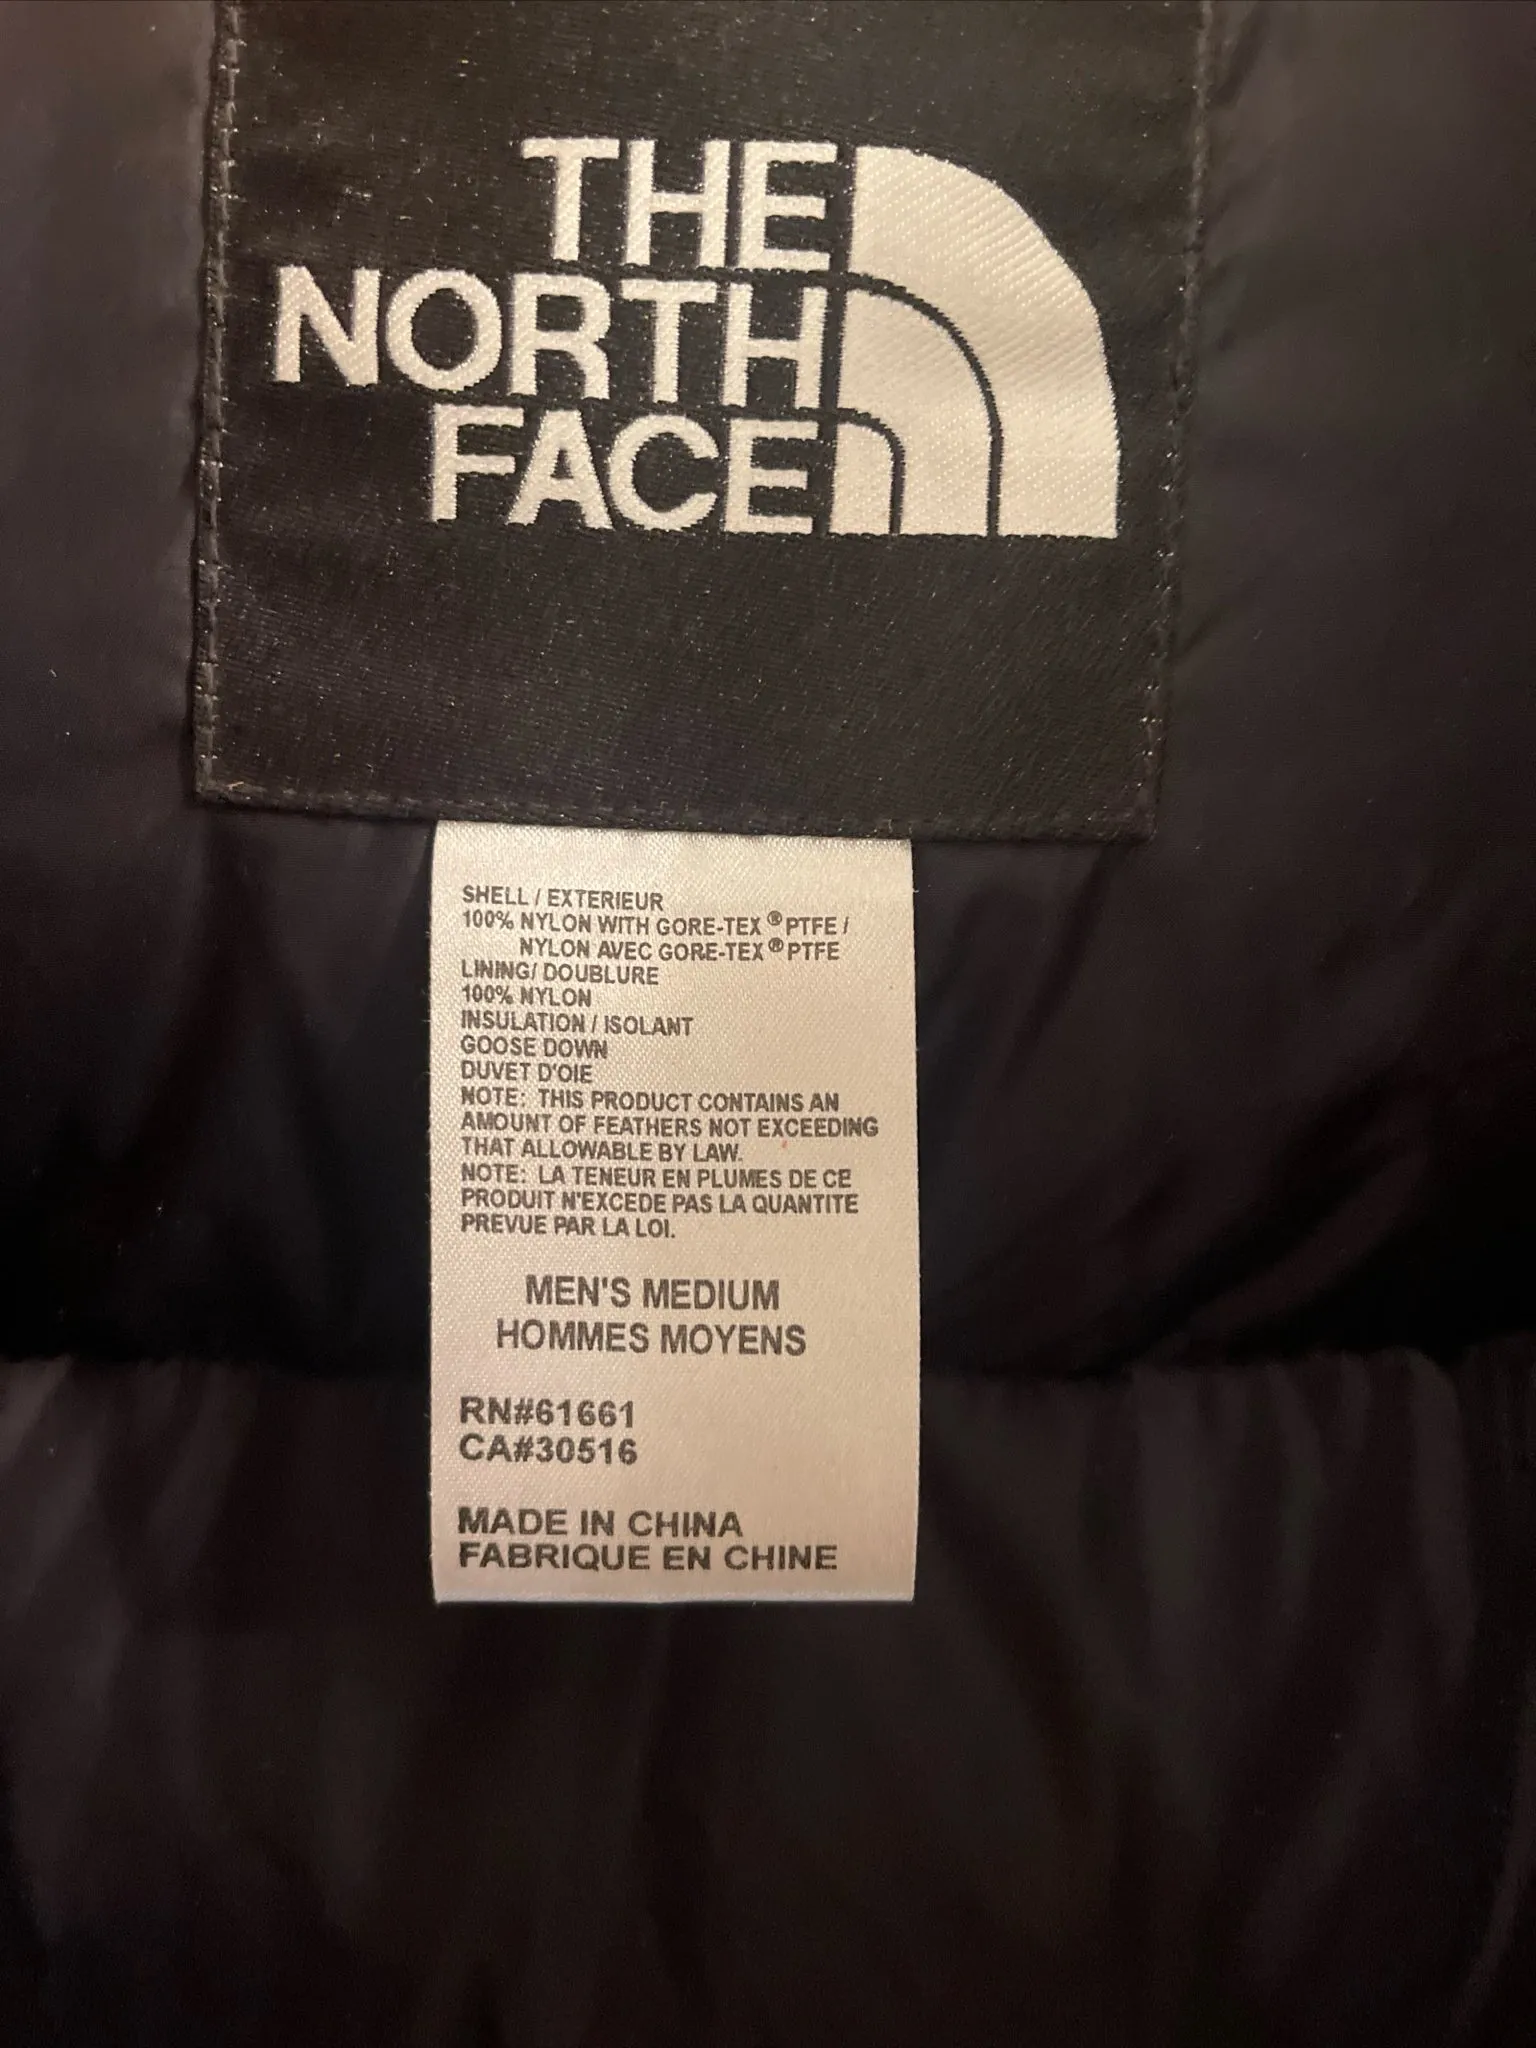 THE
NORTH
FACE
SHELL / EXTERIEUR
100% NYLON WITH GORE-TEX ® PTFE /
NYLON AVEC GORE-TEX ® PTFE
LINING/ DOUBLURE
100% NYLON
INSULATION / ISOLANT
GOOSE DOWN
DUVET D'OIE
NOTE: THIS PRODUCT CONTAINS AN
AMOUNT OF FEATHERS NOT EXCEEDING
THAT ALLOWABLE BY LAW.
NOTE: LA TENEUR EN PLUMES DE CE
PRODUIT N'EXCEDE PAS LA QUANTITE
PREVUE PAR LA LOI.
MEN'S MEDIUM
HOMMES MOYENS
RN#61661
CA#30516
MADE IN CHINA
FABRIQUE EN CHINE